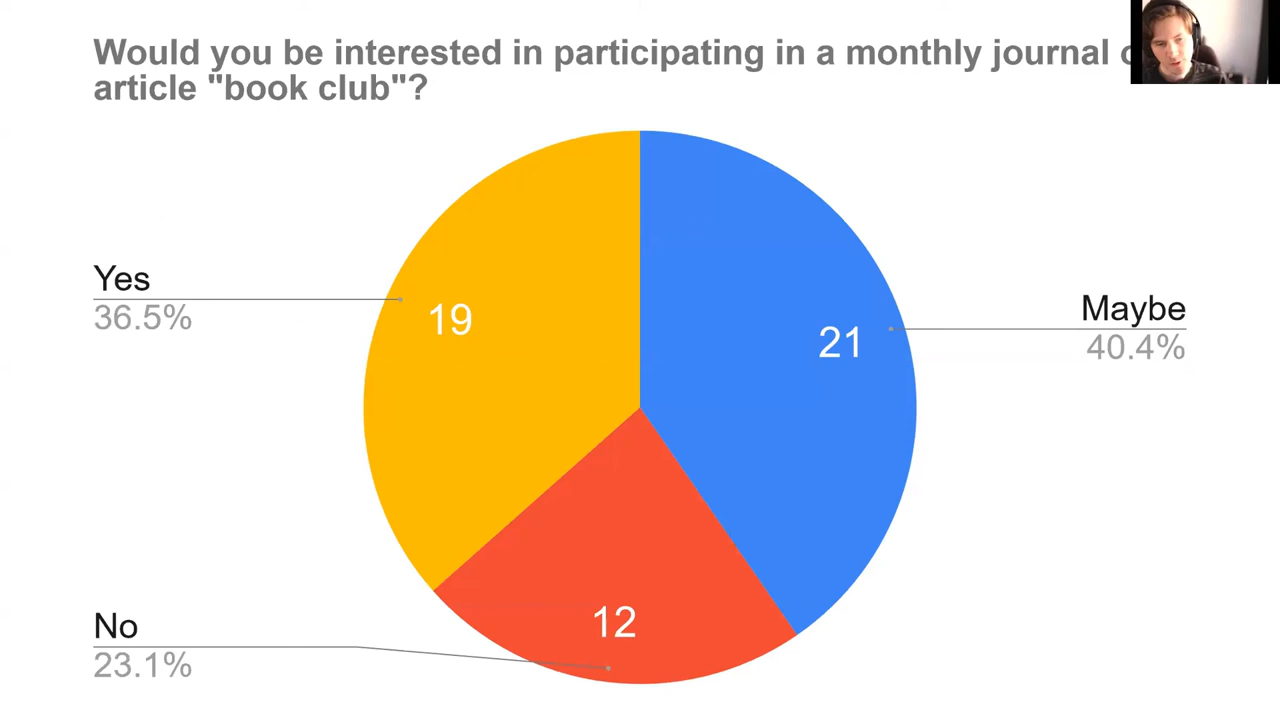 Would you be interested in participating in a monthly journal
article "book club"?
Yes
36.5%
19
21
Maybe
40.4%
12
No
23.1%